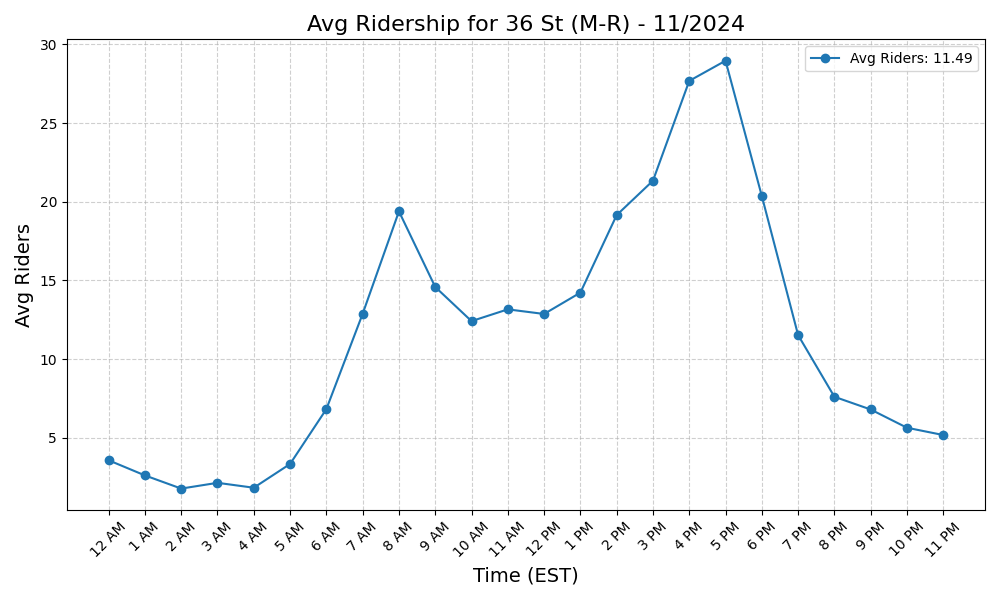 Avg Ridership for 36 St (M-R) - 11/2024
Avg Riders: 11.49
30
25
20
15
10
5
Avg Riders
12 AM
1 AM
2 AM
3 AM
4 AM
5 AM
6 AM
7 AM
8 AM
9 AM
10 AM
11 AM
12 PM
1 PM
2 PM
3 PM
4 PM
5 PM
6 PM
7 PM
8 PM
9 PM
10 PM
11 PM
Time (EST)